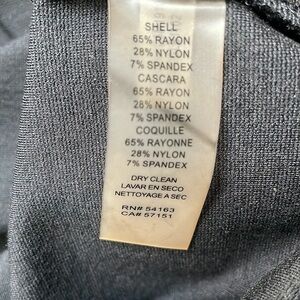 SHELL
65% RAYON
28% NYLON
7% SPANDEX
CASCARA
65% RAYON
28% NYLON
7% SPANDEX
COQUILLE
65% RAYONNE
28% NYLON
7% SPANDEX
DRY CLEAN
LAVAR EN SECO
NETTOYAGE A SEC
RN# 54163
CA# 57151